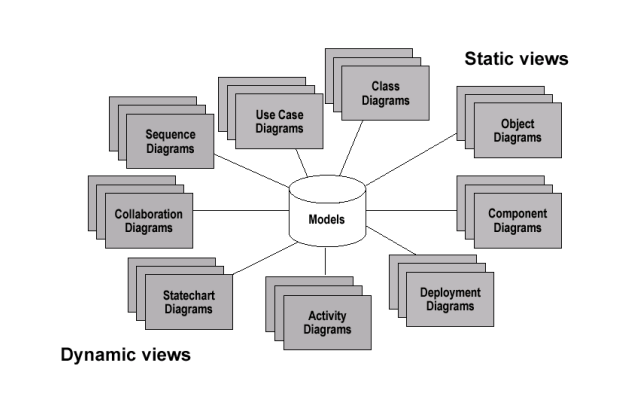 Static views
Class
Diagrams
Use Case
Diagrams
Object
Diagrams
Sequence
Diagrams
Collaboration
Diagrams
Models
Component
Diagrams
Statechart
Diagrams
Activity
Diagrams
Deployment
Diagrams
Dynamic views